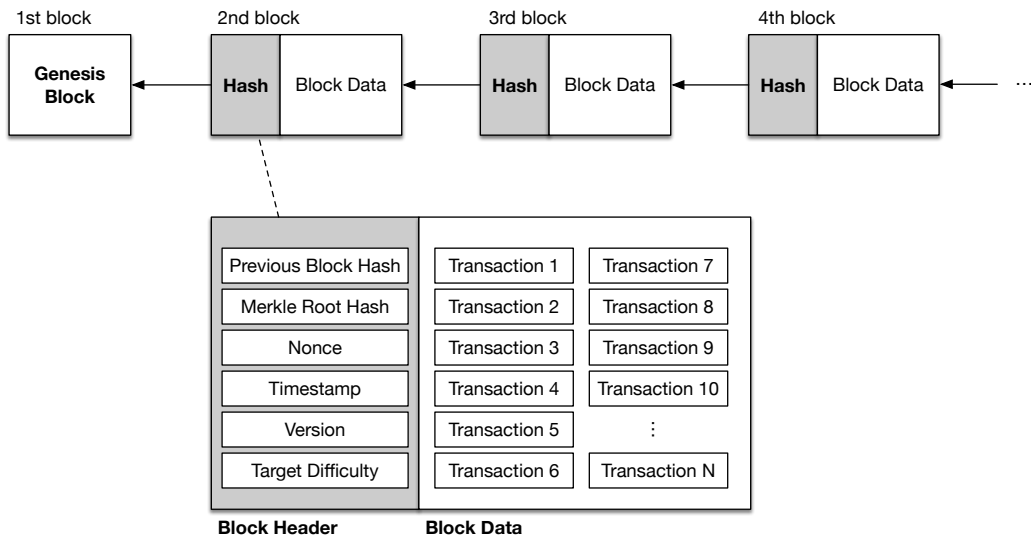 1st block
2nd block
3rd block
4th block
Genesis
Block
Hash
Block Data
Hash
Block Data
Hash
Block Data
...
Previous Block Hash
Merkle Root Hash
Nonce
Timestamp
Version
Target Difficulty
Transaction 1
Transaction 2
Transaction 3
Transaction 4
Transaction 5
Transaction 6
Transaction 7
Transaction 8
Transaction 9
Transaction 10
⋮
Transaction N
Block Header
Block Data